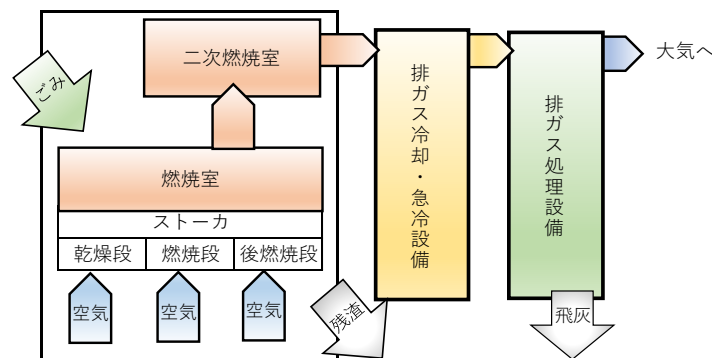 二次燃焼室
大気へ
ごみ
排ガス冷却・急冷設備
排ガス処理設備
燃焼室
ストーカ
乾燥段
燃焼段
後燃焼段
空気
空気
空気
残渣
飛灰